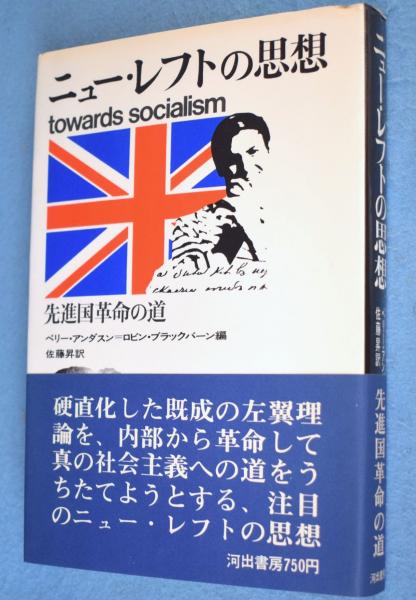 ニュー・レフトの思想
towards socialism
先進国革命の道
ペリー・アンダスン=ロビン・ブラックバーン編
佐藤昇訳
硬直化した既成の左翼理
論を、内部から革命して
真の社会主義への道をう
ちたてようとする、注目
のニュー・レフトの思想
河出書房750円
ニュー・レフトの思想
佐藤昇訳
先進国革命の道
河出書房